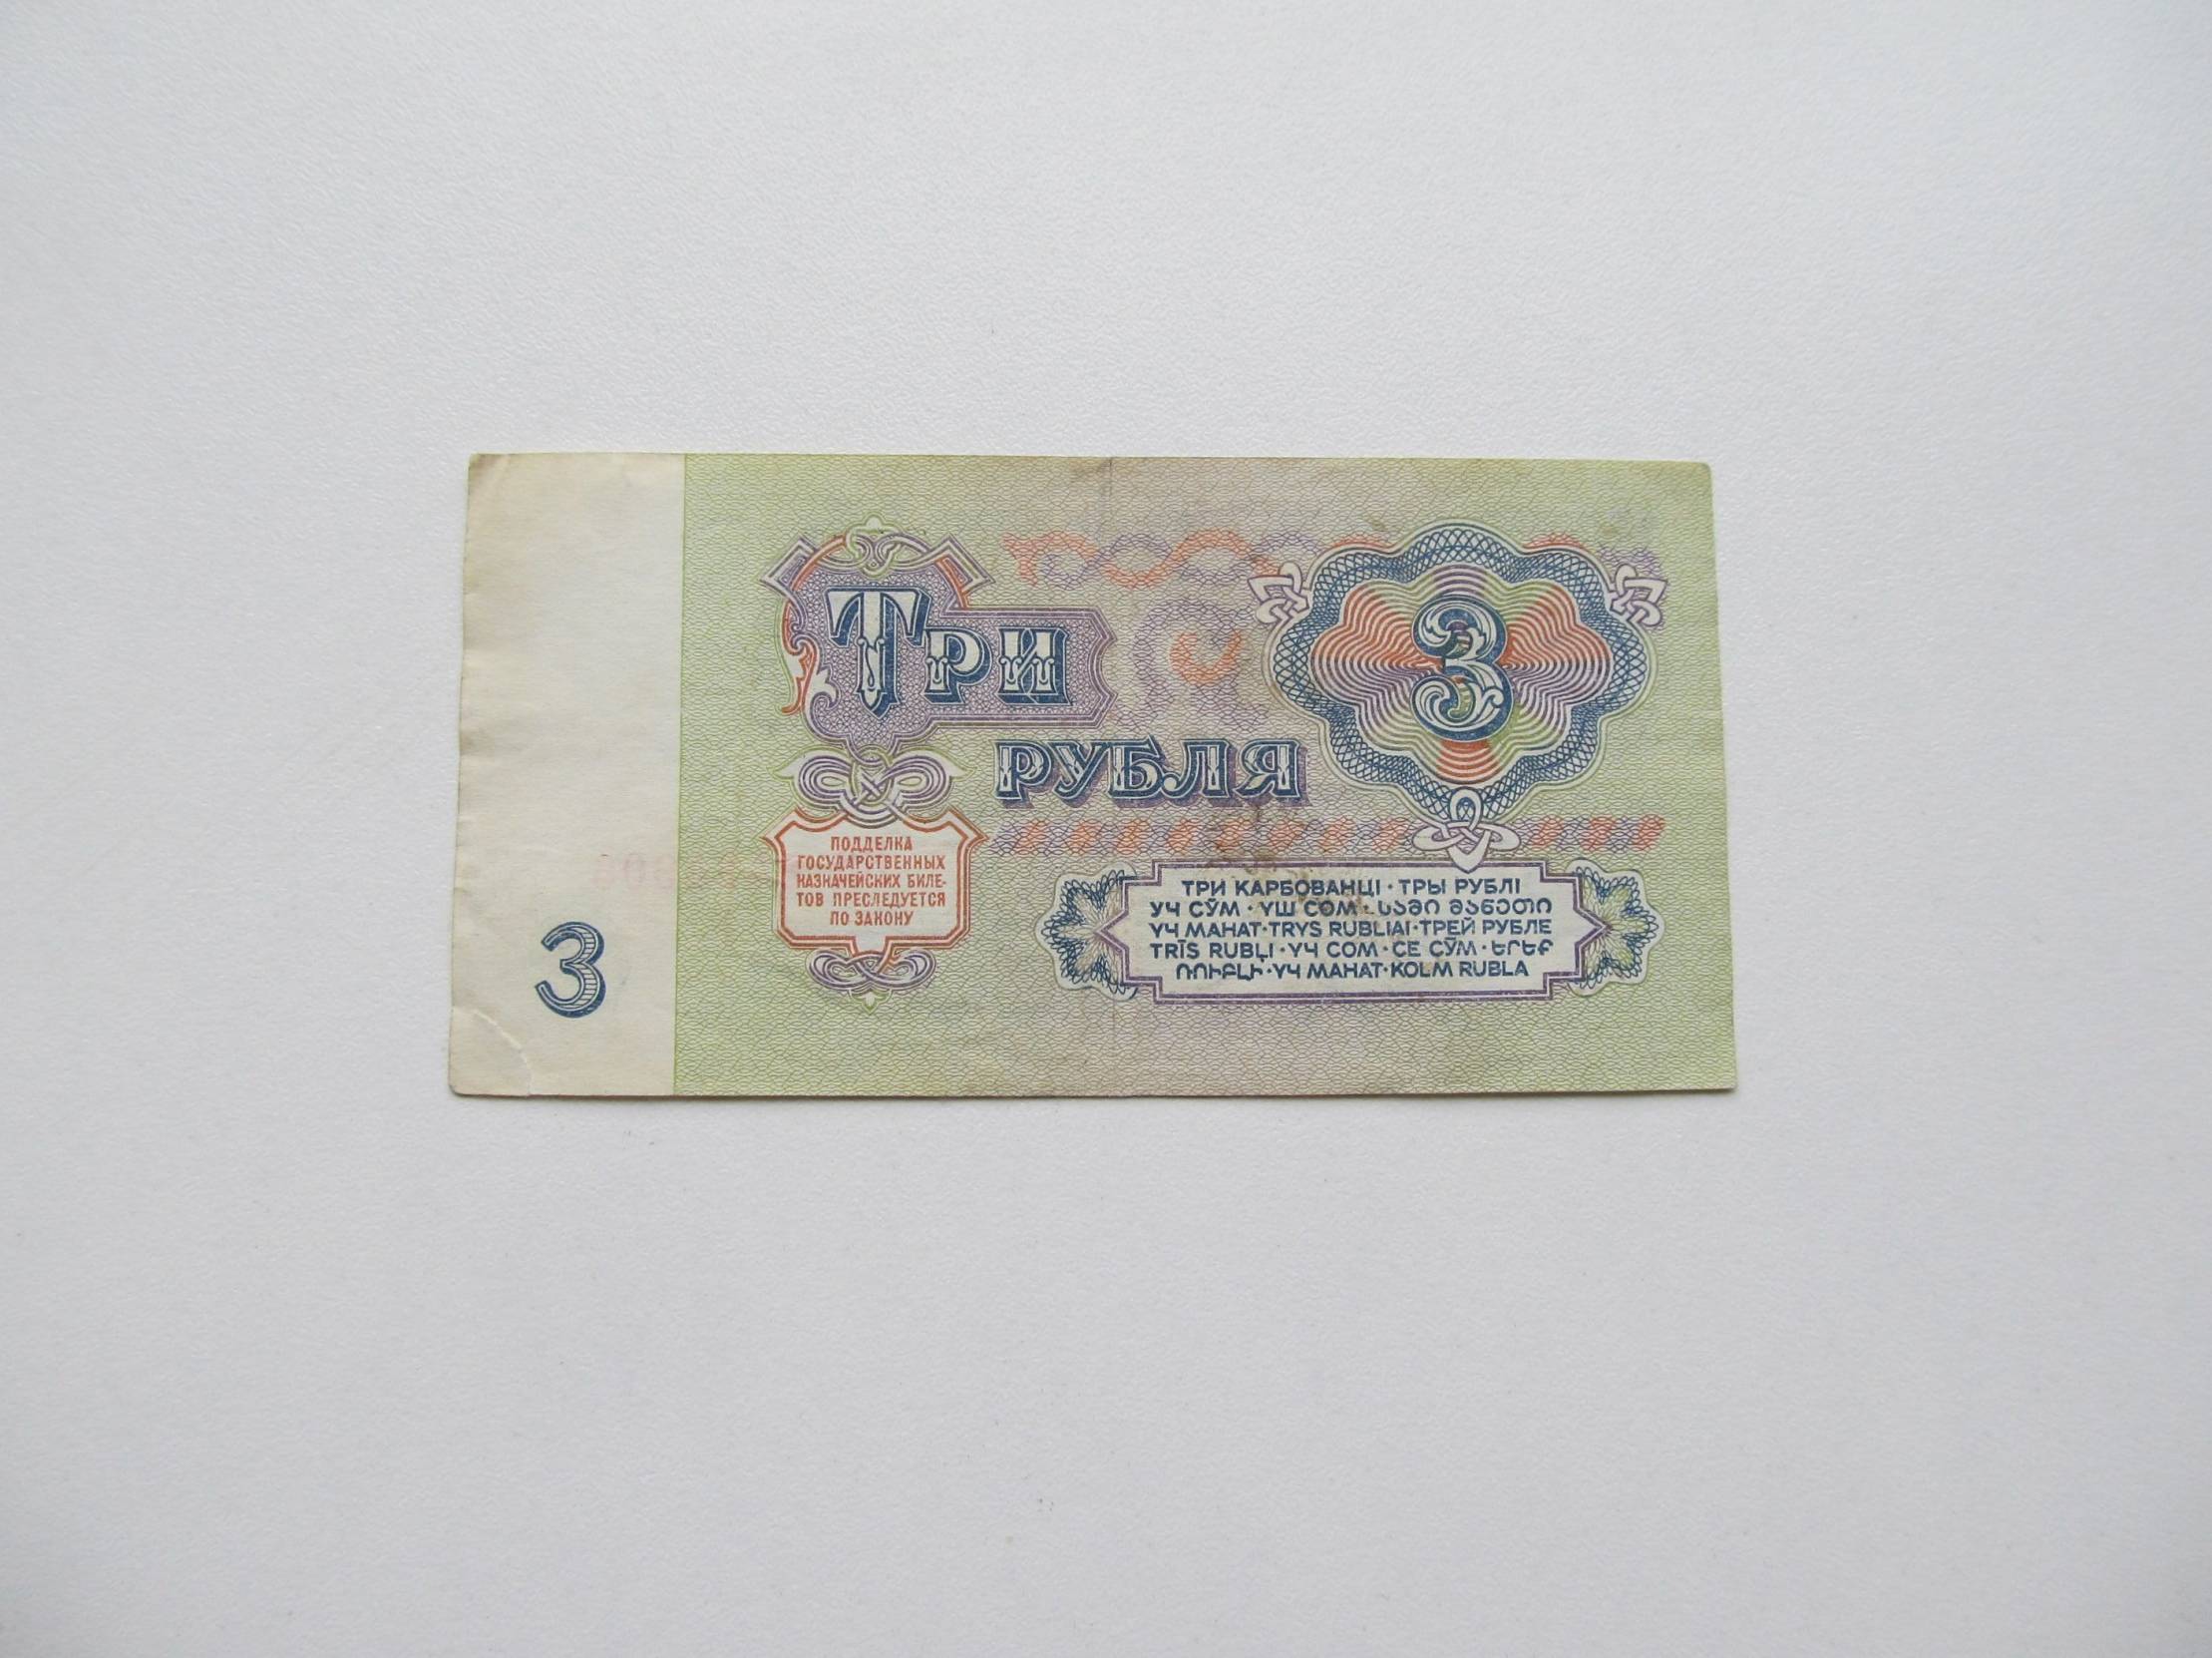 ТРИ
РУБЛЯ
3
3
ПОДДЕЛКА
ГОСУДАРСТВЕННЫХ
КАЗНАЧЕЙСКИХ БИЛЕ-
ТОВ ПРЕСЛЕДУЕТСЯ
ПО ЗАКОНУ
ТРИ КАРБОВАНЦІ · ТРЫ РУБЛІ
УЧ СЎМ · ҮШ СОМ · ᲡᲐᲛᲘ ᲛᲐᲜᲔᲗᲘ
ҮЧ МАНАТ · TRYS RUBLIAI · ТРЕЙ РУБЛЕ
TRĪS RUBĻI · ҮЧ СОМ · СЕ СӮМ · ԵՐԵՔ
ՌՈՒԲԼԻ · ҮЧ МАНАТ · KOLM RUBLA